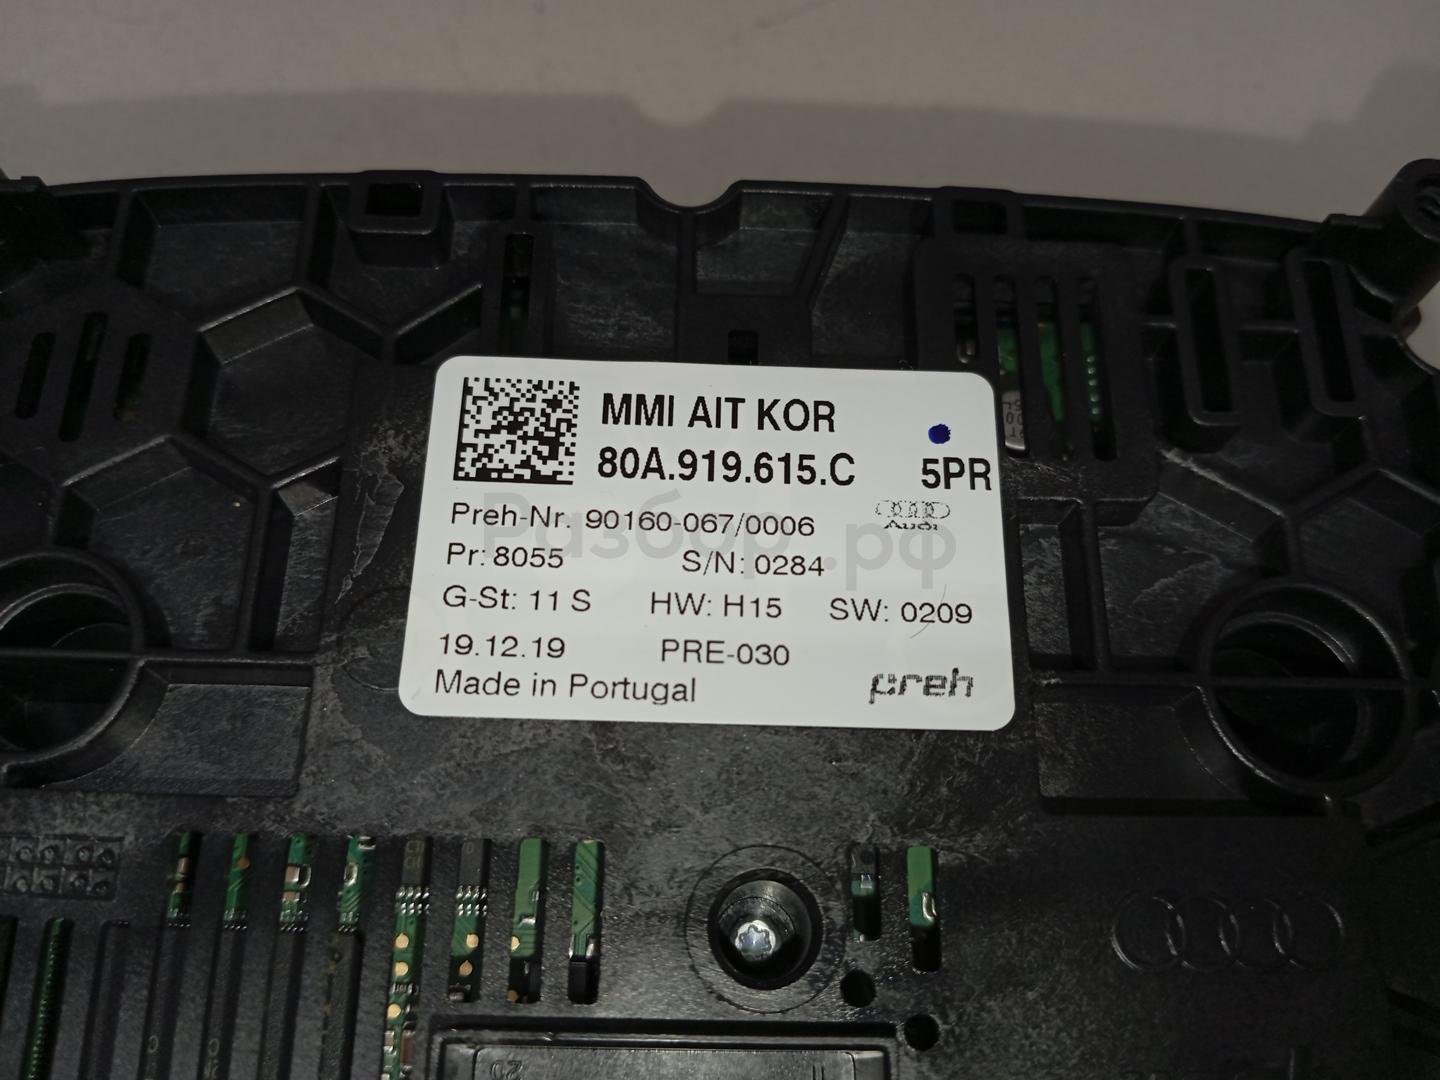 MMI AIT KOR
80A.919.615.C 5PR
Preh-Nr. 90160-067/0006
Audi
Разбор.рф
Pr: 8055 S/N: 0284
G-St: 11 S HW: H15 SW: 0209
19.12.19 PRE-030
Made in Portugal preh